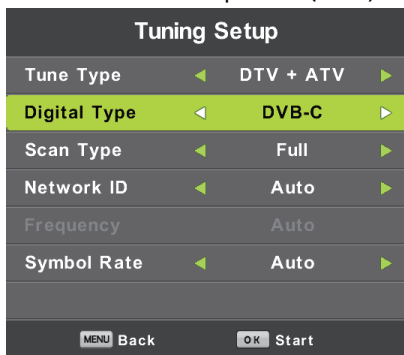 Tuning Setup
Tune Type DTV + ATV
Digital Type DVB-C
Scan Type Full
Network ID Auto
Frequency Auto
Symbol Rate Auto
MENU Back OK Start